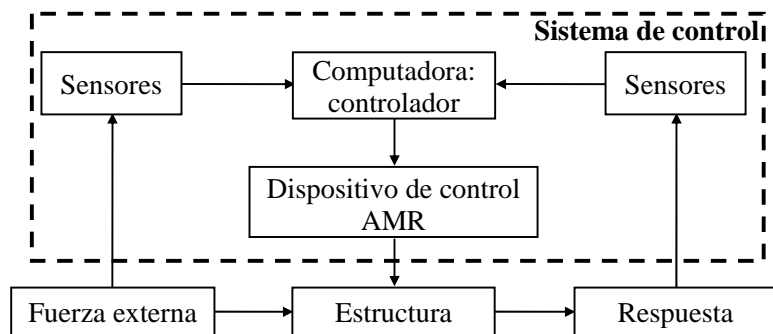 Sistema de control
Sensores
Computadora:
controlador
Sensores
Dispositivo de control
AMR
Fuerza externa
Estructura
Respuesta